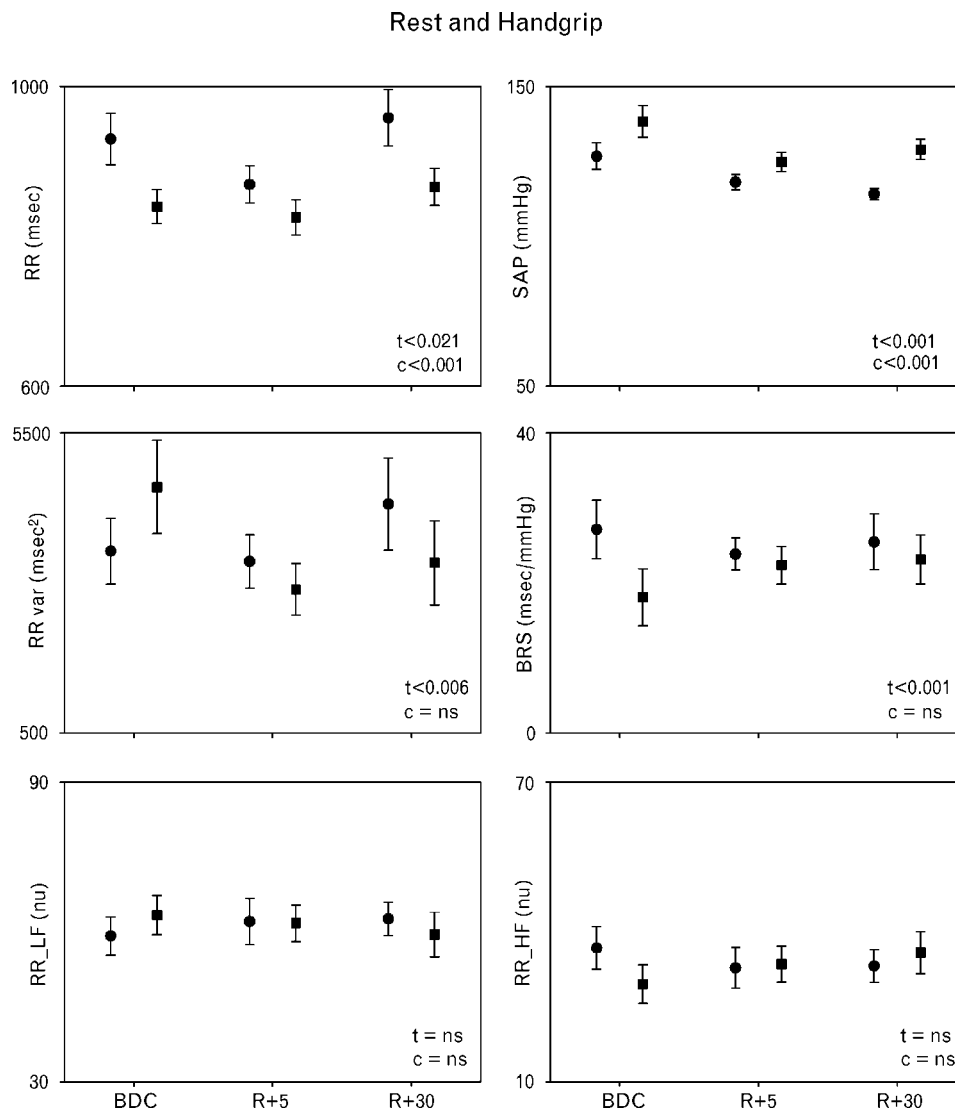 Rest and Handgrip
1000
RR (msec)
t<0.021
c<0.001
600
150
SAP (mmHg)
t<0.001
c<0.001
50
5500
RR var (msec²)
t<0.006
c = ns
500
40
BRS (msec/mmHg)
t<0.001
c = ns
0
90
RR_LF (nu)
t = ns
c = ns
30
BDC R+5 R+30
70
RR_HF (nu)
t = ns
c = ns
10
BDC R+5 R+30